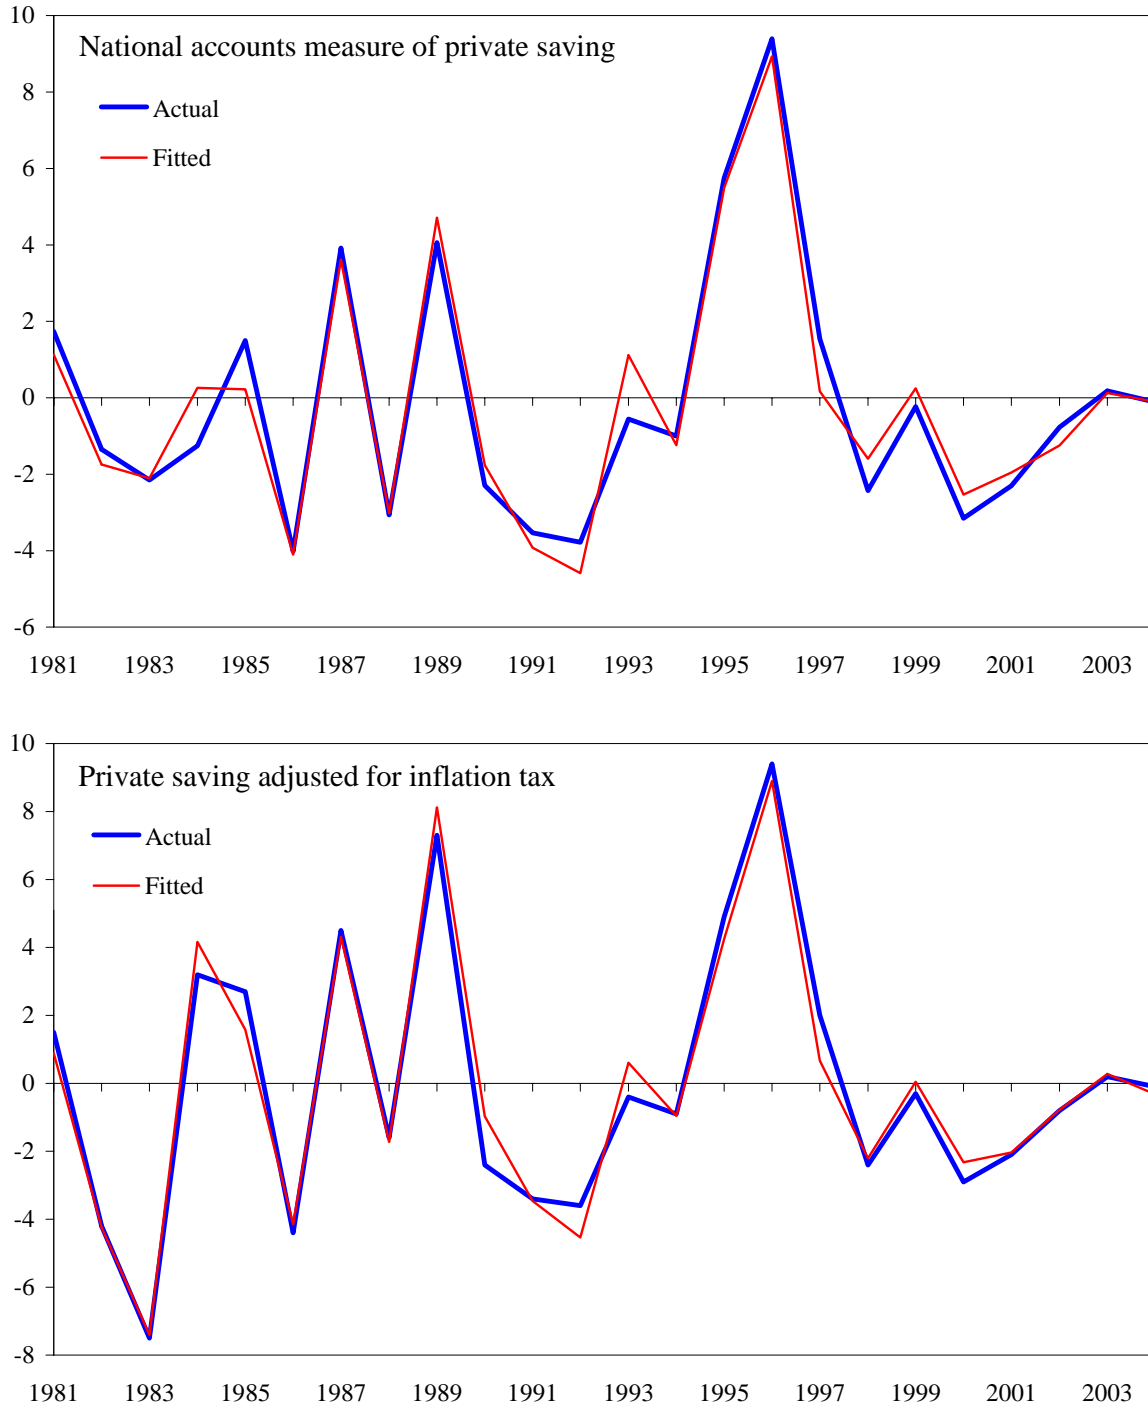 10
National accounts measure of private saving
8
Actual
6
Fitted
4
2
0
-2
-4
-6
1981 1983 1985 1987 1989 1991 1993 1995 1997 1999 2001 2003
10
Private saving adjusted for inflation tax
8
Actual
6
Fitted
4
2
0
-2
-4
-6
-8
1981 1983 1985 1987 1989 1991 1993 1995 1997 1999 2001 2003